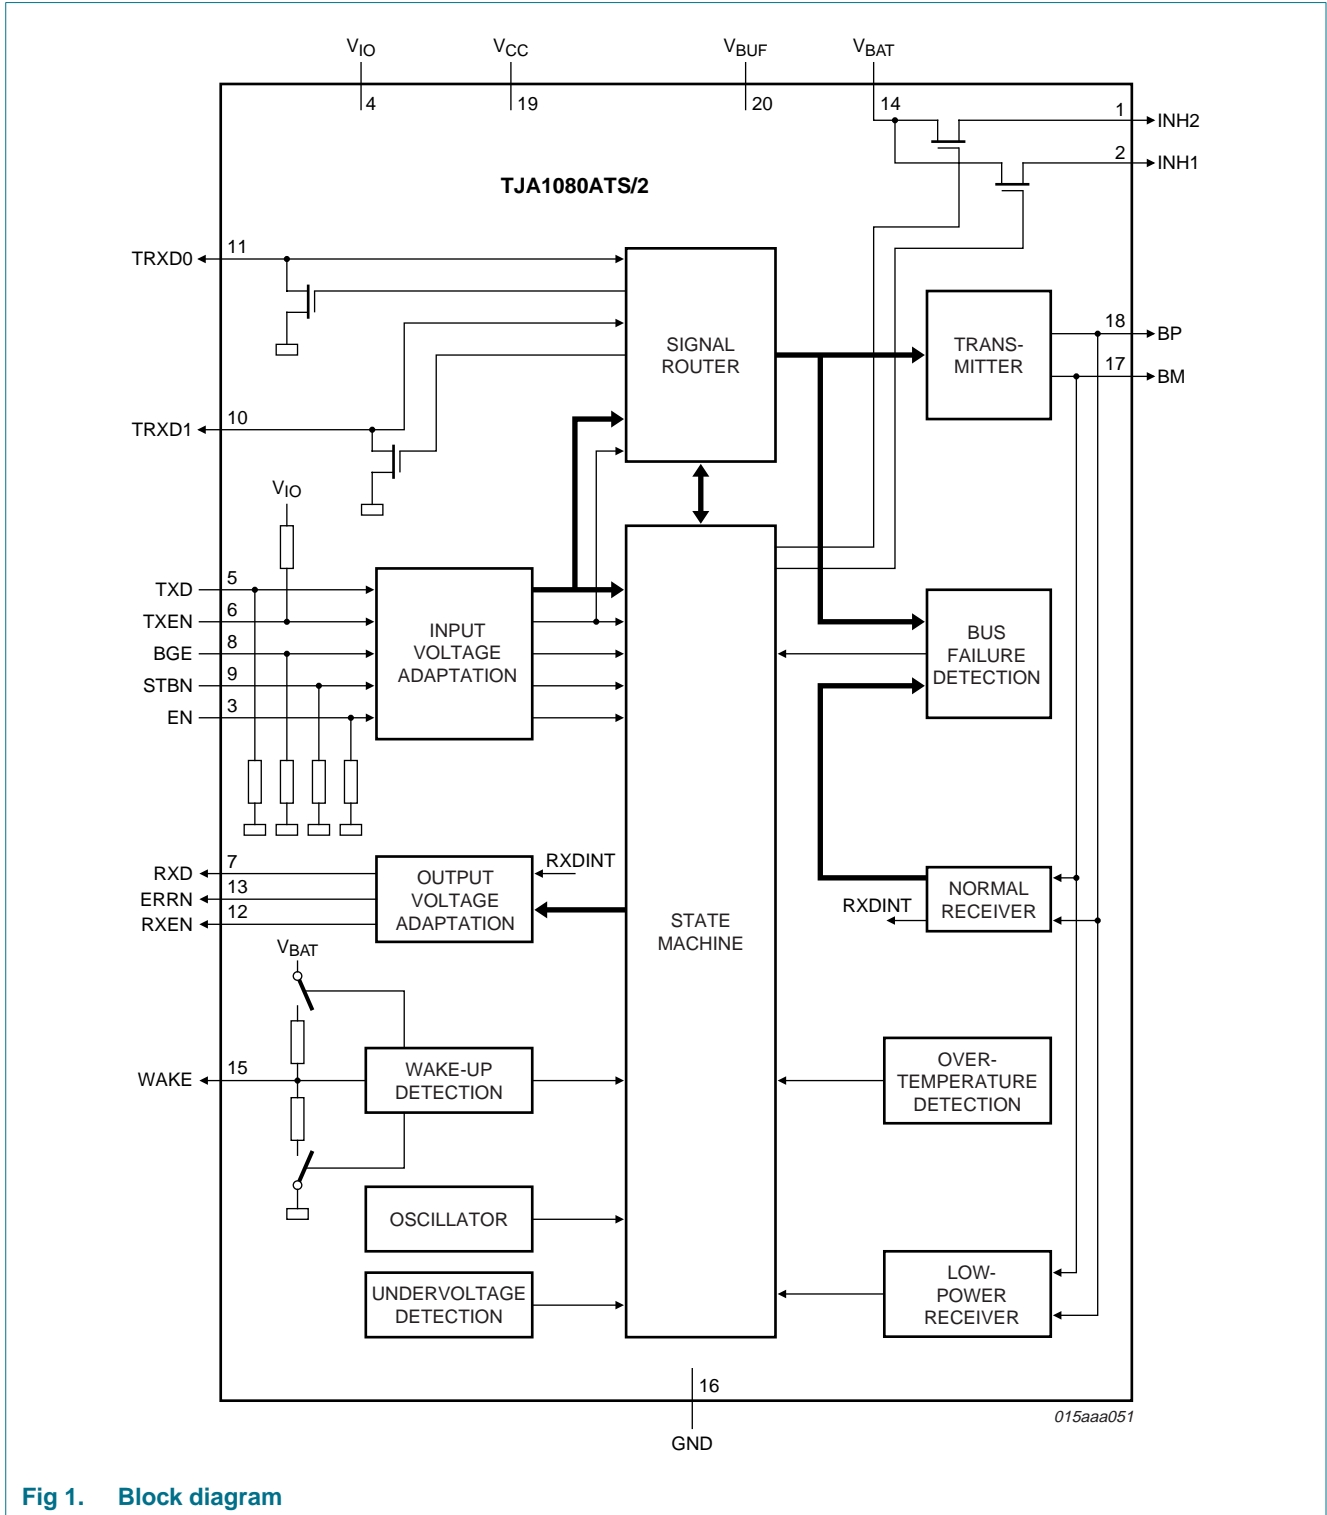 VIO
VCC
VBUF
VBAT
4
19
20
14
1
INH2
2
INH1
TJA1080ATS/2
TRXD0
11
SIGNAL
ROUTER
TRANS-
MITTER
18
BP
17
BM
TRXD1
10
VIO
TXD
5
TXEN
6
BGE
8
STBN
9
EN
3
INPUT
VOLTAGE
ADAPTATION
BUS
FAILURE
DETECTION
RXD
7
ERRN
13
RXEN
12
OUTPUT
VOLTAGE
ADAPTATION
RXDINT
STATE
MACHINE
RXDINT
NORMAL
RECEIVER
VBAT
WAKE
15
WAKE-UP
DETECTION
OVER-
TEMPERATURE
DETECTION
OSCILLATOR
UNDERVOLTAGE
DETECTION
LOW-
POWER
RECEIVER
16
GND
015aaa051
Fig 1. Block diagram